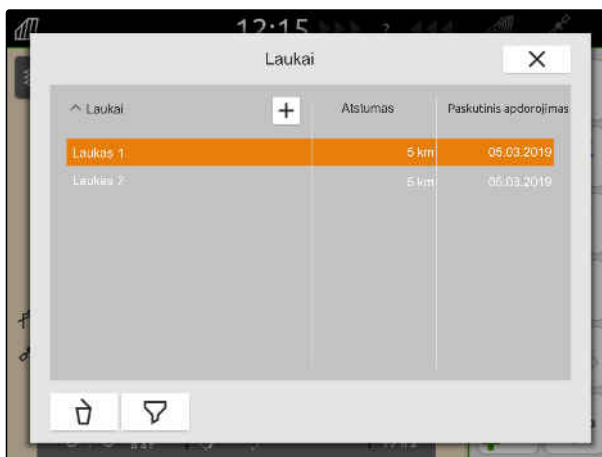 12:15
Laukai
^ Laukai + Atstumas Paskutinis apdorojimas
Laukas 1 5 km 05.03.2019
Laukas 2 5 km 05.03.2019